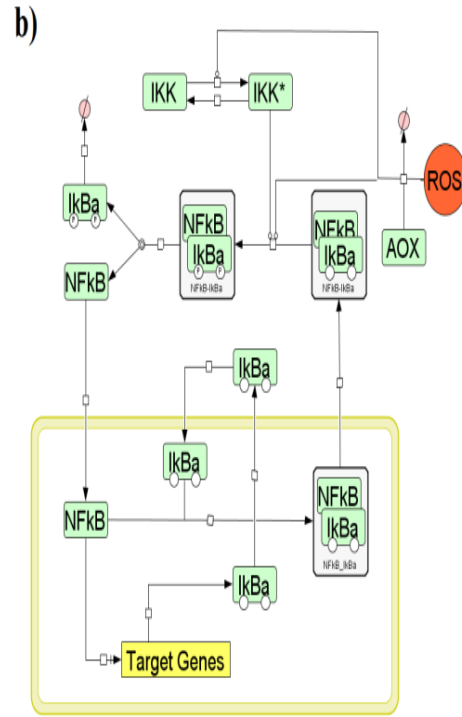 b)
IKK
IKK*
IkBa
P
P
NFkB
IkBa
P
P
NFkB-IkBa
NFkB
IkBa
NFkB-IkBa
ROS
AOX
NFkB
IkBa
IkBa
NFkB
NFkB
IkBa
NFkB_IkBa
IkBa
Target Genes